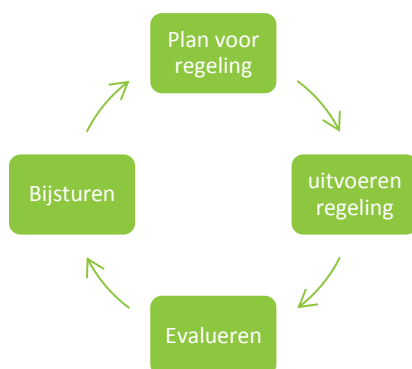 Plan voor
regeling
uitvoeren
regeling
Evalueren
Bijsturen